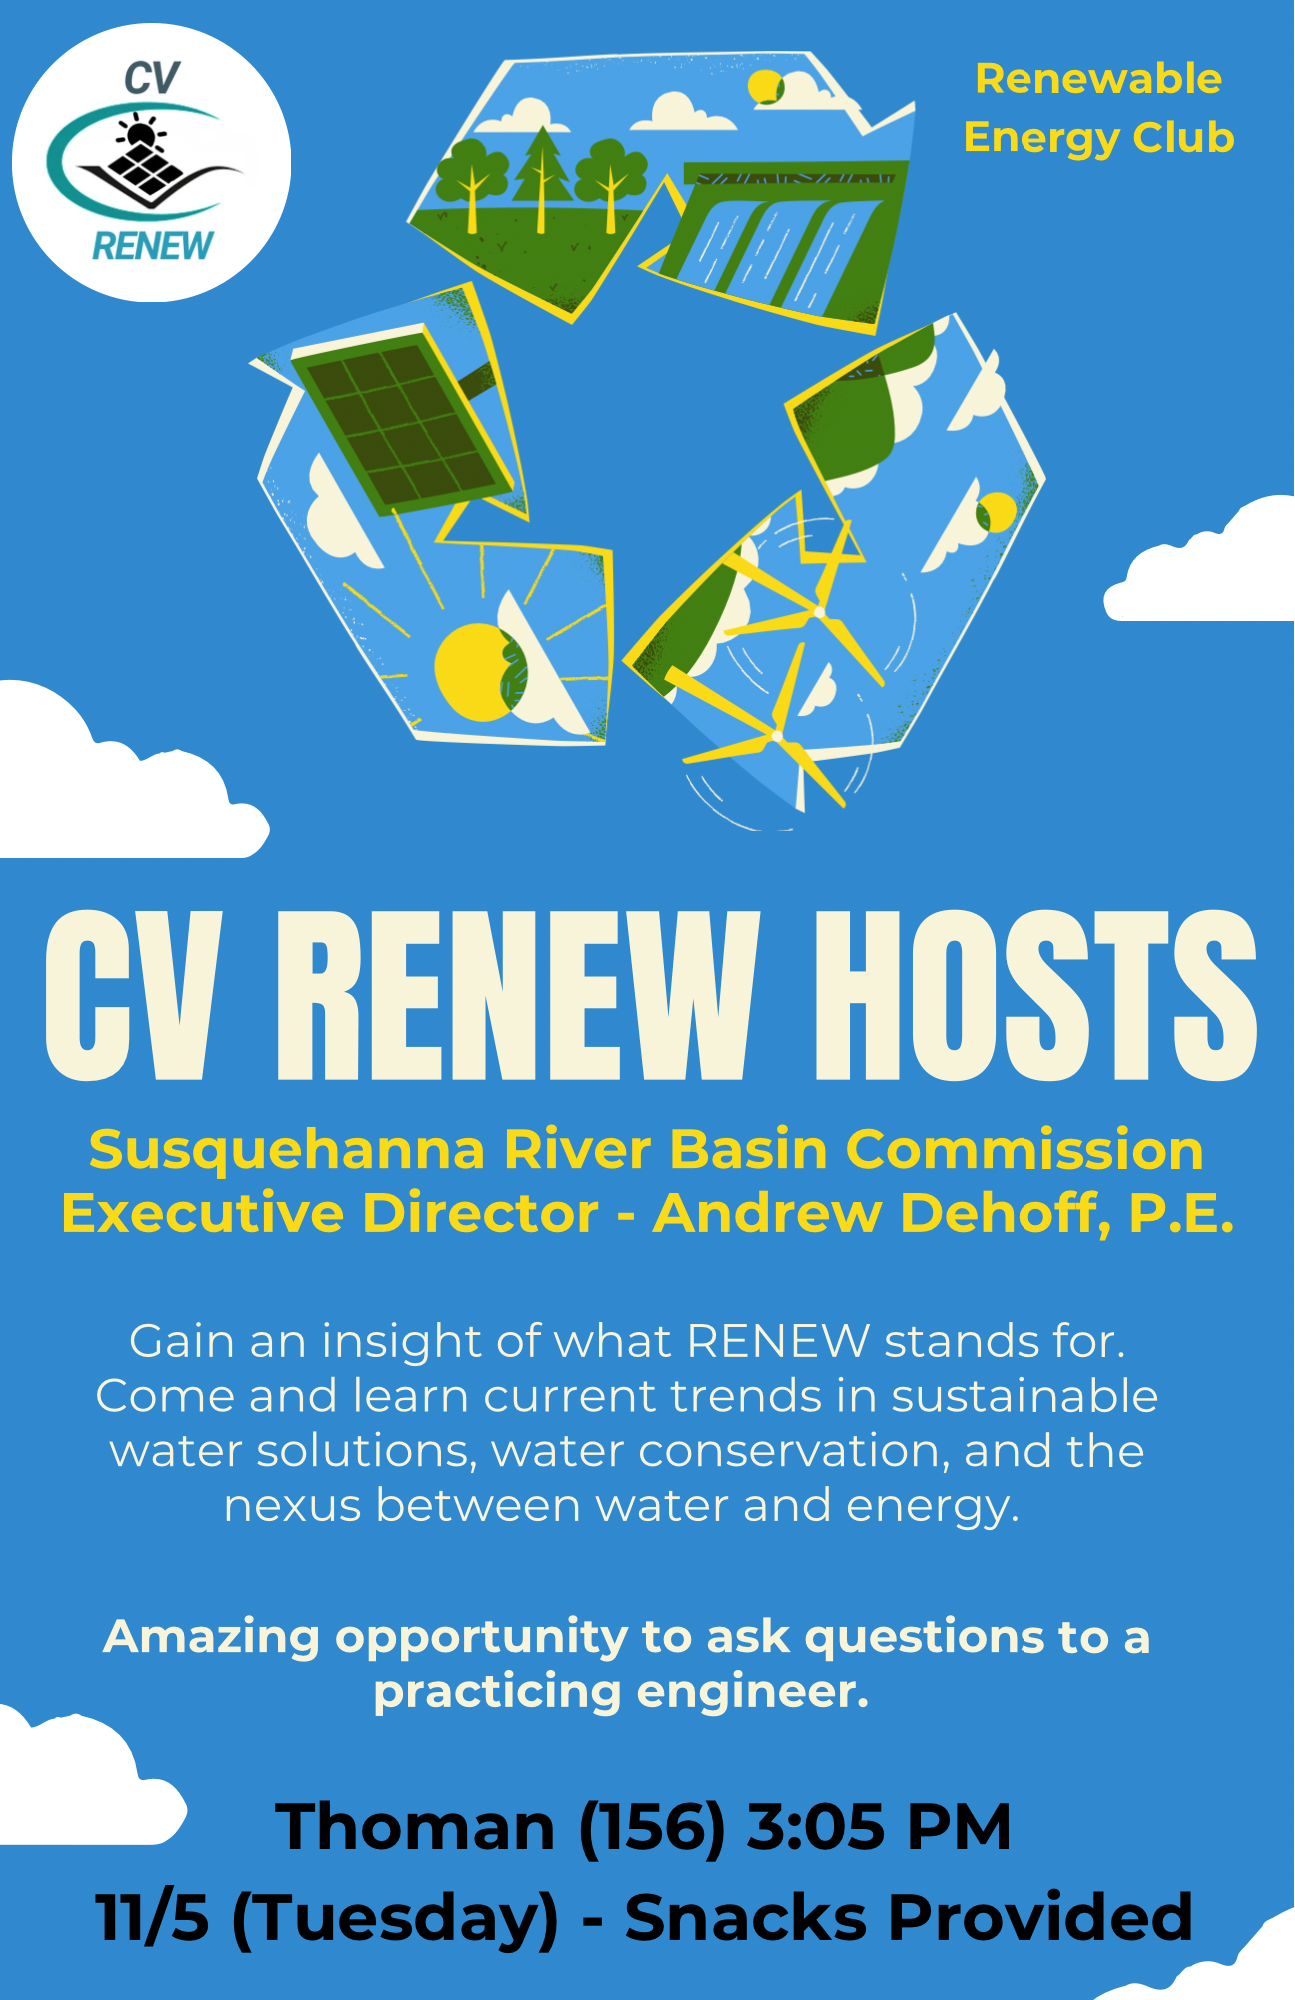 CV
RENEW
Renewable
Energy Club
CV RENEW HOSTS
Susquehanna River Basin Commission
Executive Director - Andrew Dehoff, P.E.
Gain an insight of what RENEW stands for.
Come and learn current trends in sustainable
water solutions, water conservation, and the
nexus between water and energy.
Amazing opportunity to ask questions to a
practicing engineer.
Thoman (156) 3:05 PM
11/5 (Tuesday) - Snacks Provided